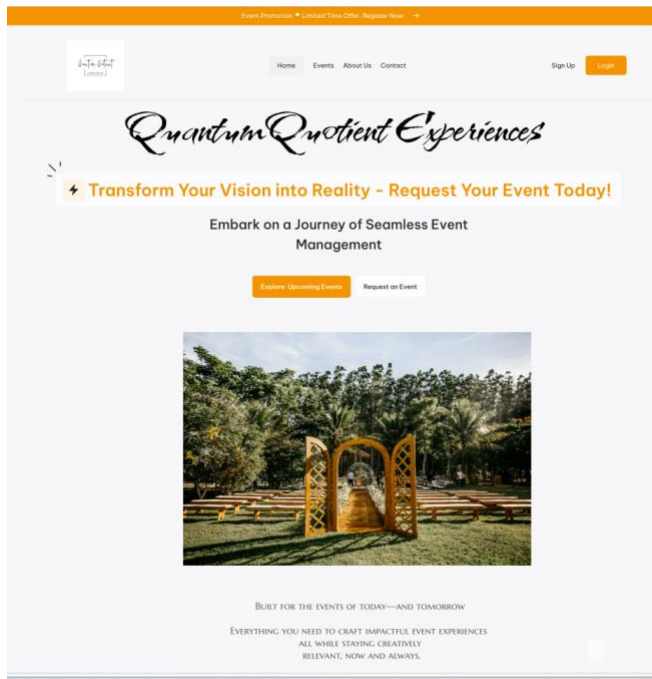 Event Promotion Limited Time Offer, Register Now →
Home Events About Us Contact
Sign Up Login
Quantum Quotient Experiences
Transform Your Vision into Reality - Request Your Event Today!
Embark on a Journey of Seamless Event
Management
Explore Upcoming Events Request an Event
Built for the events of today—and tomorrow
Everything you need to craft impactful event experiences
all while staying creatively
relevant, now and always.